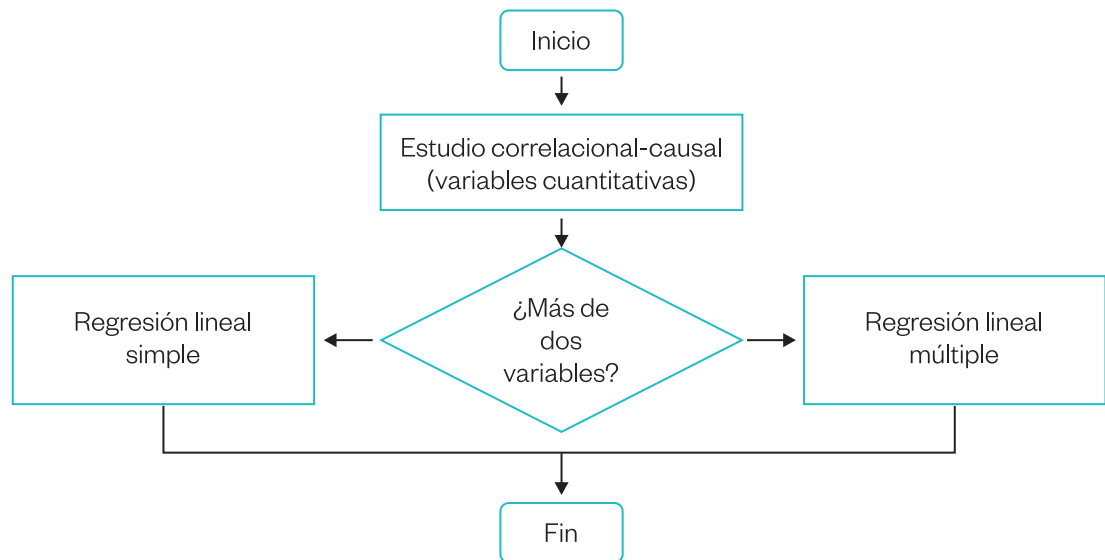 Inicio
Estudio correlacional-causal
(variables cuantitativas)
¿Más de
dos
variables?
Regresión lineal
simple
Regresión lineal
múltiple
Fin